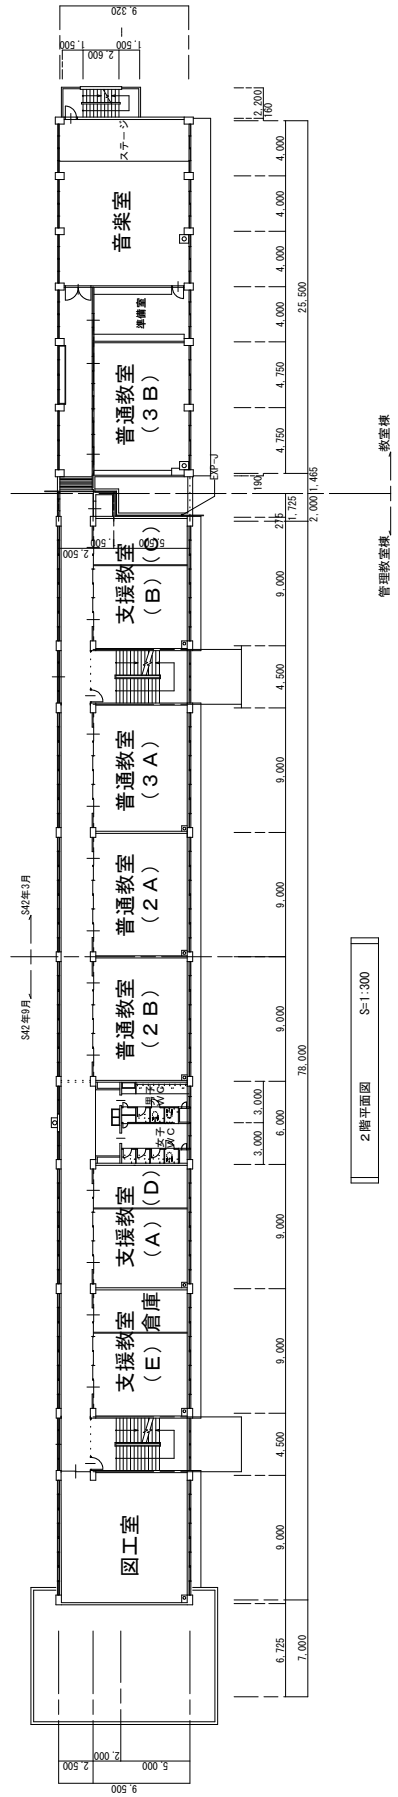 9,320
1,500
2,600
1,500
2,200
160
ステージ
音楽室
準備室
普通教室
(３Ｂ)
4,000
4,000
4,000
4,000
4,750
4,750
25,500
EXP-J
190
1,465
2,000
1,725
275
教室棟
管理教室棟
2,500
1,500
5,500
支援教室
(Ｂ)
(Ｃ)
9,000
4,500
普通教室
(３Ａ)
9,000
普通教室
(２Ａ)
9,000
S42年3月
S42年9月
普通教室
(２Ｂ)
9,000
78,000
男子
WC
女子
WC
3,000
3,000
6,000
支援教室
(Ａ)
(Ｄ)
9,000
支援教室
(Ｅ)
倉庫
9,000
4,500
図工室
9,000
6,725
7,000
2,500
2,000
5,000
9,500
２階平面図 S=1:300